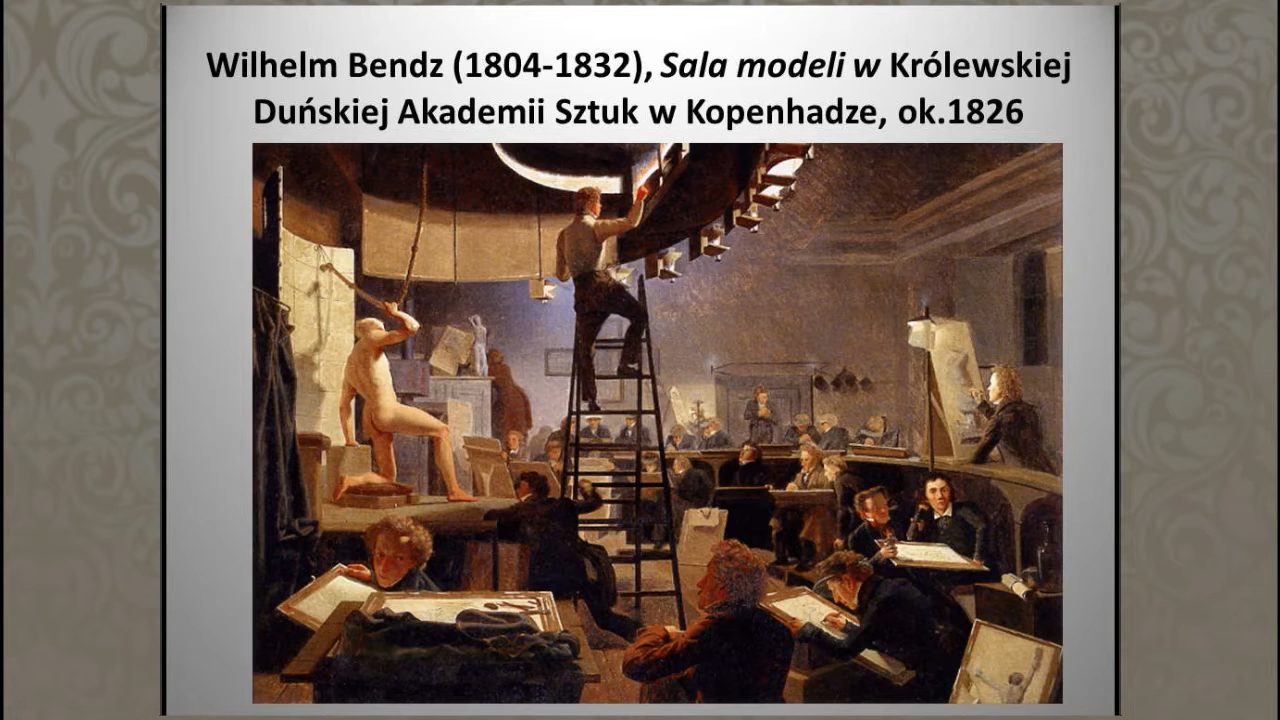 Wilhelm Bendz (1804-1832), Sala modeli w Królewskiej
Duńskiej Akademii Sztuk w Kopenhadze, ok.1826